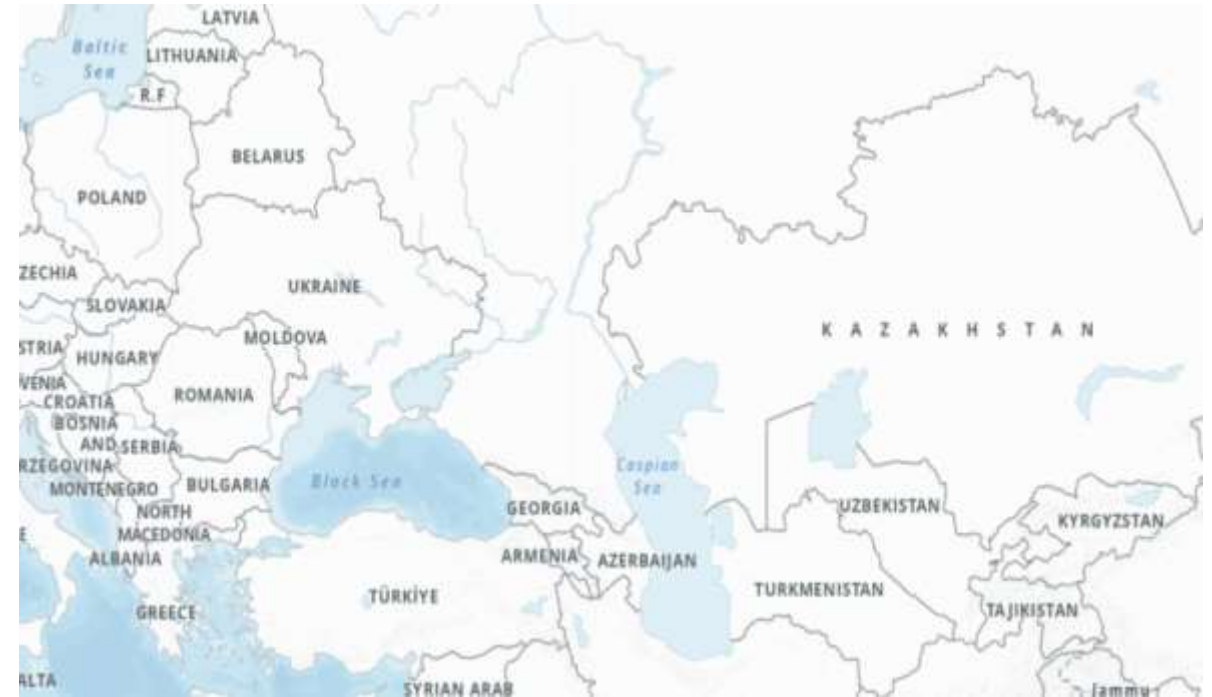 LATVIA
Baltic
Sea
LITHUANIA
R.F
BELARUS
POLAND
ZECHIA
SLOVAKIA
UKRAINE
STRIA
HUNGARY
MOLDOVA
KAZAKHSTAN
VENIA
CROATIA
ROMANIA
BOSNIA
AND
SERBIA
RZEGOVINA
MONTENEGRO
BULGARIA
Black Sea
Caspian
Sea
NORTH
MACEDONIA
GEORGIA
UZBEKISTAN
KYRGYZSTAN
E
ALBANIA
ARMENIA
AZERBAIJAN
TÜRKİYE
TURKMENISTAN
GREECE
TAJIKISTAN
ALTA
SYRIAN ARAB
Jammu